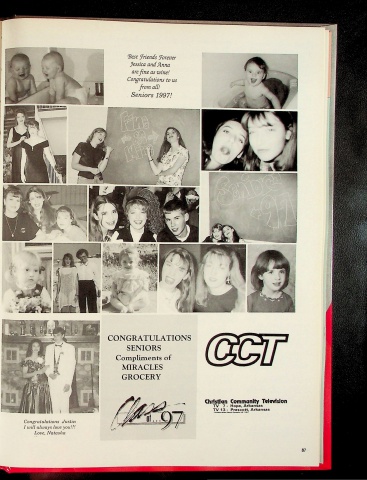 Best Friends Forever
Jessica and Anna
are fine as wine!
Congratulations to us
from all!
Seniors 1997!
CONGRATULATIONS
SENIORS
Compliments of
MIRACLES
GROCERY
Class
of 97
CCT
Christian Community Television
TV 7 - Hope, Arkansas
TV 13 - Prescott, Arkansas
Congratulations Justin
I will always love you!!!
Love, Natasha
87